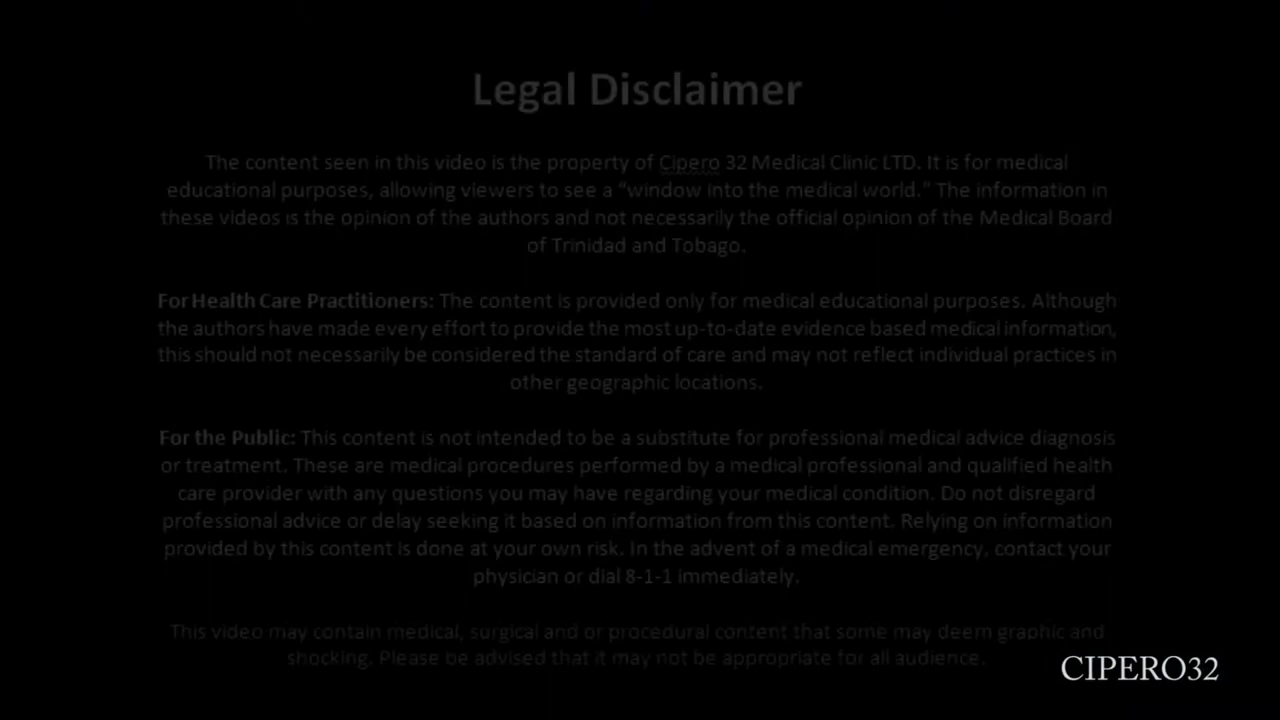 Legal Disclaimer
The content seen in this video is the property of Cipero 32 Medical Clinic LTD. It is for medical
educational purposes, allowing viewers to see a “window into the medical world.” The information in
these videos is the opinion of the authors and not necessarily the official opinion of the Medical Board
of Trinidad and Tobago.
For Health Care Practitioners: The content is provided only for medical educational purposes. Although
the authors have made every effort to provide the most up-to-date evidence based medical information,
this should not necessarily be considered the standard of care and may not reflect individual practices in
other geographic locations.
For the Public: This content is not intended to be a substitute for professional medical advice diagnosis
or treatment. These are medical procedures performed by a medical professional and qualified health
care provider with any questions you may have regarding your medical condition. Do not disregard
professional advice or delay seeking it based on information from this content. Relying on information
provided by this content is done at your own risk. In the advent of a medical emergency, contact your
physician or dial 8-1-1 immediately.
This video may contain medical, surgical and or procedural content that some may deem graphic and
shocking. Please be advised that it may not be appropriate for all audience.
CIPERO32